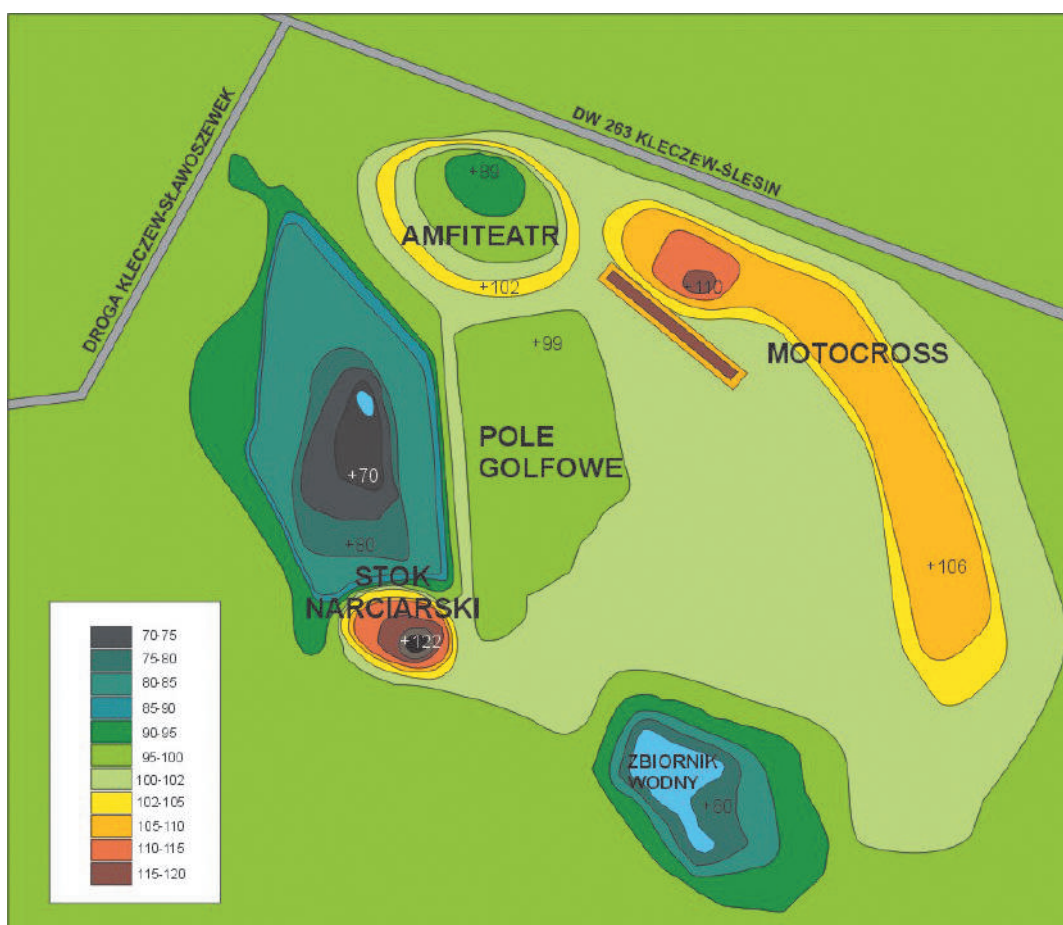 DROGA KLECZEW-SŁAWOSZEWEK
DW 263 KLECZEW-ŚLESIN
+89
AMFITEATR
+102
+110
+99
MOTOCROSS
POLE
GOLFOWE
+70
+80
+106
STOK
NARCIARSKI
+122
ZBIORNIK
WODNY
70-75
75-80
80-85
85-90
90-95
95-100
100-102
102-105
105-110
110-115
115-120